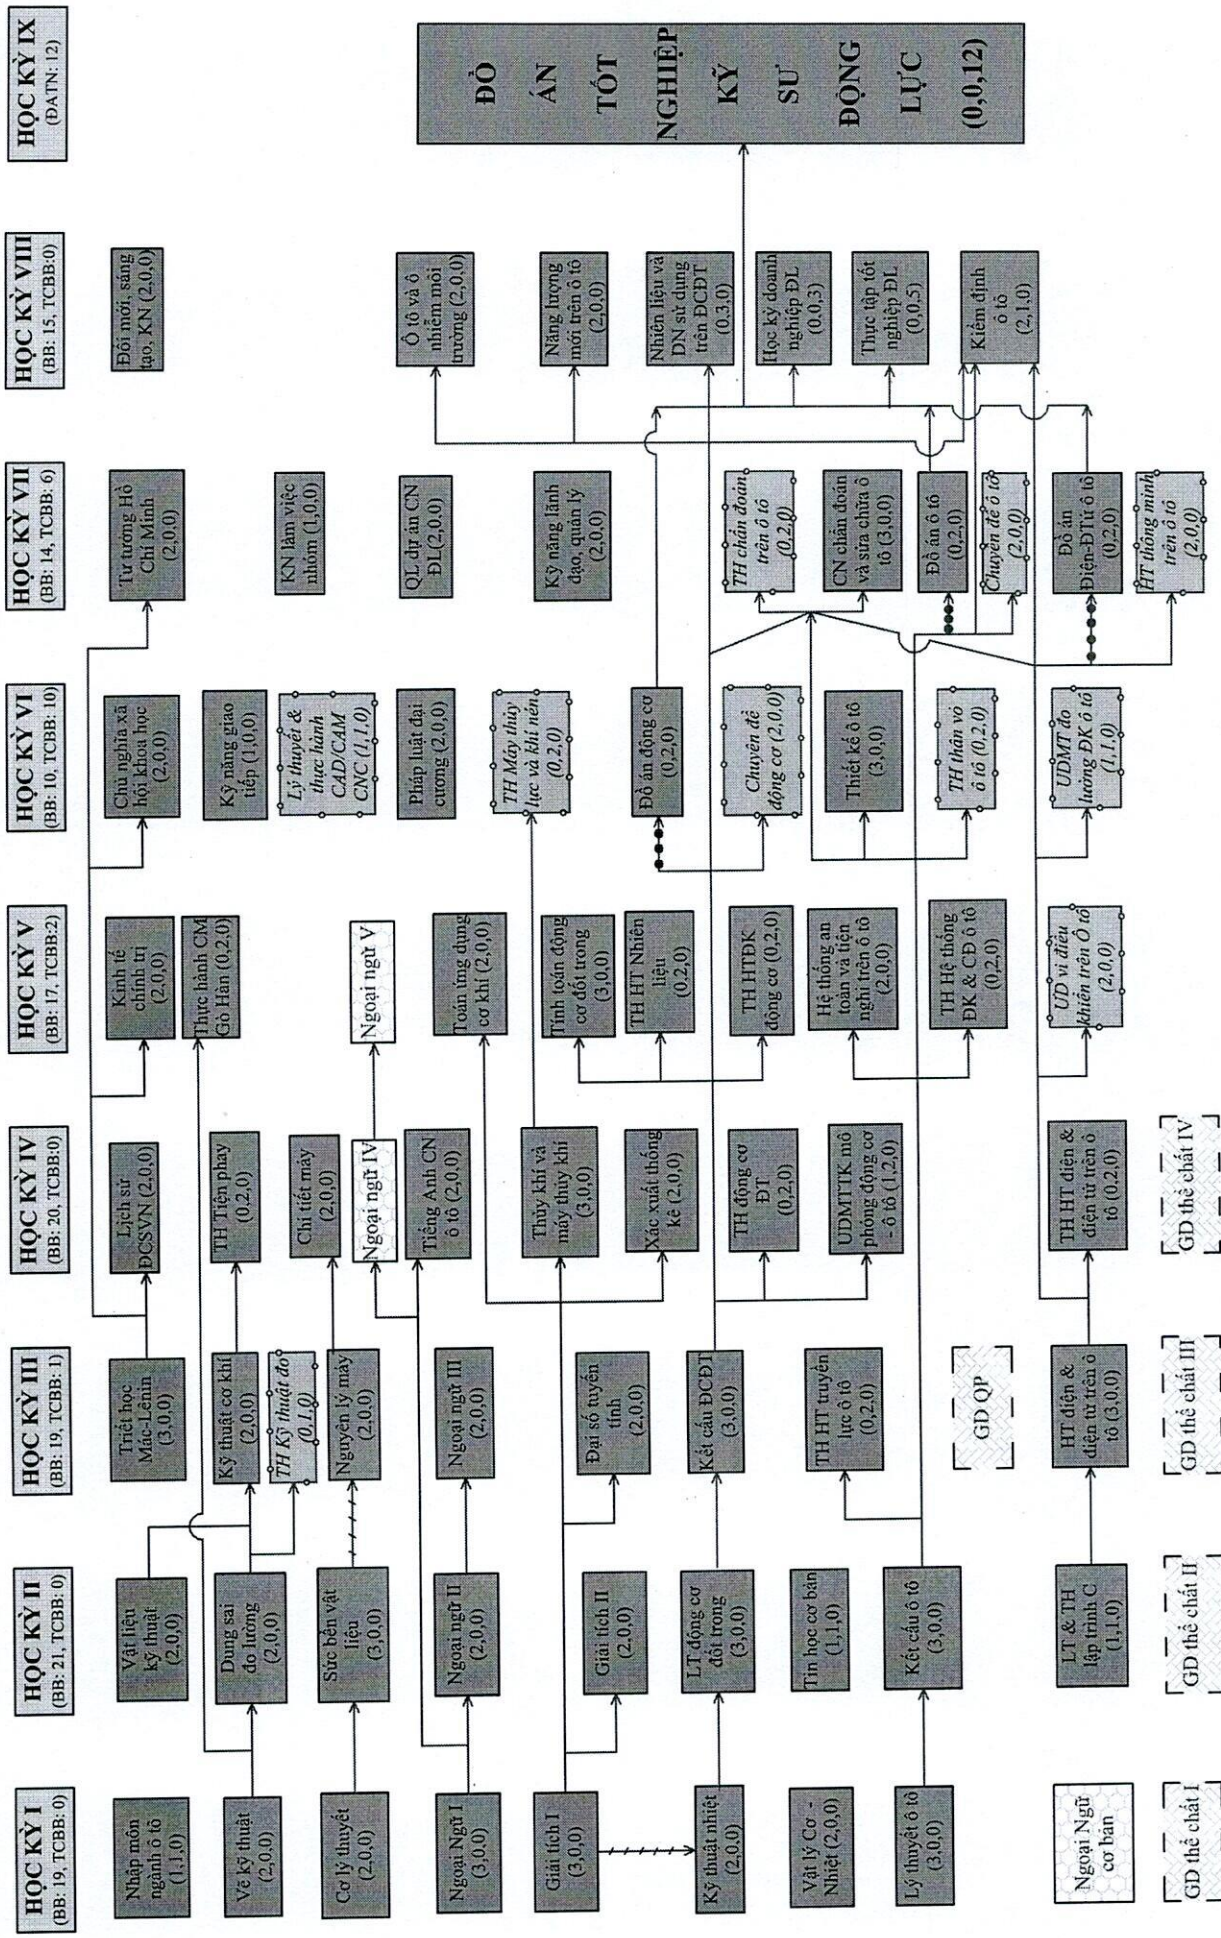 HỌC KỲ I
(BB: 19, TCBB: 0)
Nhập môn
ngành ô tô
(1,1,0)
Vẽ kỹ thuật
(2,0,0)
Cơ lý thuyết
(2,0,0)
Ngoại Ngữ I
(3,0,0)
Giải tích I
(3,0,0)
Kỹ thuật nhiệt
(2,0,0)
Vật lý Cơ -
Nhiệt (2,0,0)
Lý thuyết ô tô
(3,0,0)
Ngoại Ngữ
cơ bản
GD thể chất I
HỌC KỲ II
(BB: 21, TCBB: 0)
Vật liệu
kỹ thuật
(2,0,0)
Dung sai
đo lường
(2,0,0)
Sức bền vật
liệu
(3,0,0)
Ngoại ngữ II
(2,0,0)
Giải tích II
(2,0,0)
LT động cơ
đốt trong
(3,0,0)
Tin học cơ bản
(1,1,0)
Kết cấu ô tô
(3,0,0)
LT & TH
lập trình C
(1,1,0)
GD thể chất II
HỌC KỲ III
(BB: 19, TCBB: 1)
Triết học
Mác-Lênin
(3,0,0)
Kỹ thuật cơ khí
(2,0,0)
TH Kỹ thuật đo
(0,1,0)
Nguyên lý máy
(2,0,0)
Ngoại ngữ III
(2,0,0)
Đại số tuyến
tính
(2,0,0)
Kết cấu ĐCĐT
(3,0,0)
TH HT truyền
lực ô tô
(0,2,0)
GD QP
HT điện &
điện tử trên ô
tô (3,0,0)
GD thể chất III
HỌC KỲ IV
(BB: 20, TCBB:0)
Lịch sử
ĐCSVN (2,0,0)
TH Tiện phay
(0,2,0)
Chi tiết máy
(2,0,0)
Ngoại ngữ IV
Tiếng Anh CN
ô tô (2,0,0)
Thủy khí và
máy thủy khí
(3,0,0)
Xác xuất thống
kê (2,0,0)
TH động cơ
ĐT
(0,2,0)
UDMTTK mô
phỏng động cơ
- ô tô (1,2,0)
TH HT điện &
điện tử trên ô
tô (0,2,0)
GD thể chất IV
HỌC KỲ V
(BB: 17, TCBB:2)
Kinh tế
chính trị
(2,0,0)
Thực hành CM
Gò Hàn (0,2,0)
Ngoại ngữ V
Toán ứng dụng
cơ khí (2,0,0)
Tính toán động
cơ đốt trong
(3,0,0)
TH HT Nhiên
liệu
(0,2,0)
TH HTĐK
động cơ (0,2,0)
Hệ thống an
toàn và tiện
nghi trên ô tô
(2,0,0)
TH Hệ thống
ĐK & CĐ ô tô
(0,2,0)
UD vi điều
khiển trên Ô tô
(2,0,0)
HỌC KỲ VI
(BB: 10, TCBB: 10)
Chủ nghĩa xã
hội khoa học
(2,0,0)
Kỹ năng giao
tiếp (1,0,0)
Lý thuyết &
thực hành
CAD/CAM
CNC (1,1,0)
Pháp luật đại
cương (2,0,0)
TH Máy thủy
lực và khí nén
(0,2,0)
Đồ án động cơ
(0,2,0)
Chuyên đề
động cơ (2,0,0)
Thiết kế ô tô
(3,0,0)
TH thân vỏ
ô tô (0,2,0)
UDMT đo
lường ĐK ô tô
(1,1,0)
HỌC KỲ VII
(BB: 14, TCBB: 6)
Tư tưởng Hồ
Chí Minh
(2,0,0)
KN làm việc
nhóm (1,0,0)
QL dự án CN
ĐL(2,0,0)
Kỹ năng lãnh
đạo, quản lý
(2,0,0)
TH chẩn đoán
trên ô tô
(0,2,0)
CN chẩn đoán
và sửa chữa ô
tô (3,0,0)
Đồ án ô tô
(0,2,0)
Chuyên đề ô tô
(2,0,0)
Đồ án
Điện-ĐTử ô tô
(0,2,0)
HT thông minh
trên ô tô
(2,0,0)
HỌC KỲ VIII
(BB: 15, TCBB:0)
Đổi mới, sáng
tạo, KN (2,0,0)
Ô tô và ô
nhiễm môi
trường (2,0,0)
Năng lượng
mới trên ô tô
(2,0,0)
Nhiên liệu và
DN sử dụng
trên ĐCĐT
(0,3,0)
Học kỳ doanh
nghiệp ĐL
(0,0,3)
Thực tập tốt
nghiệp ĐL
(0,0,5)
Kiểm định
ô tô
(2,1,0)
HỌC KỲ IX
(ĐATN: 12)
ĐỒ
ÁN
TỐT
NGHIỆP
KỸ
SƯ
ĐỘNG
LỰC
(0,0,12)